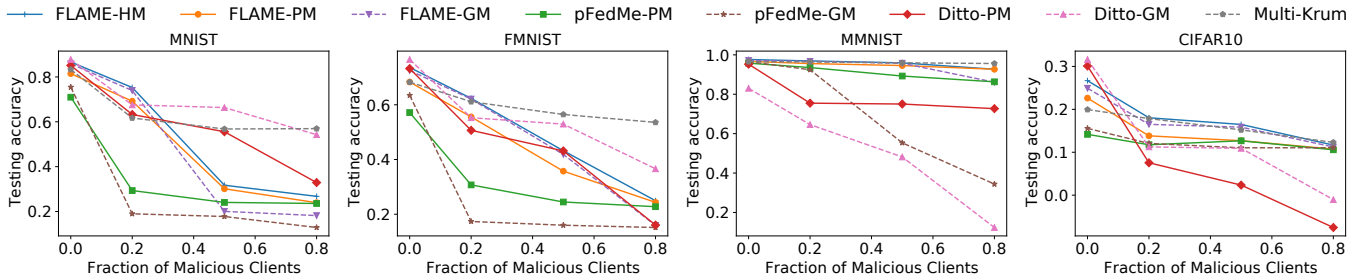 FLAME-HM FLAME-PM FLAME-GM pFedMe-PM pFedMe-GM Ditto-PM Ditto-GM Multi-Krum
MNIST FMNIST MMNIST CIFAR10
Testing accuracy
0.8
0.6
0.4
0.2
0.0 0.2 0.4 0.6 0.8
Fraction of Malicious Clients
Testing accuracy
0.6
0.4
0.2
0.0 0.2 0.4 0.6 0.8
Fraction of Malicious Clients
Testing accuracy
1.0
0.8
0.6
0.4
0.2
0.0 0.2 0.4 0.6 0.8
Fraction of Malicious Clients
Testing accuracy
0.3
0.2
0.1
0.0
0.0 0.2 0.4 0.6 0.8
Fraction of Malicious Clients